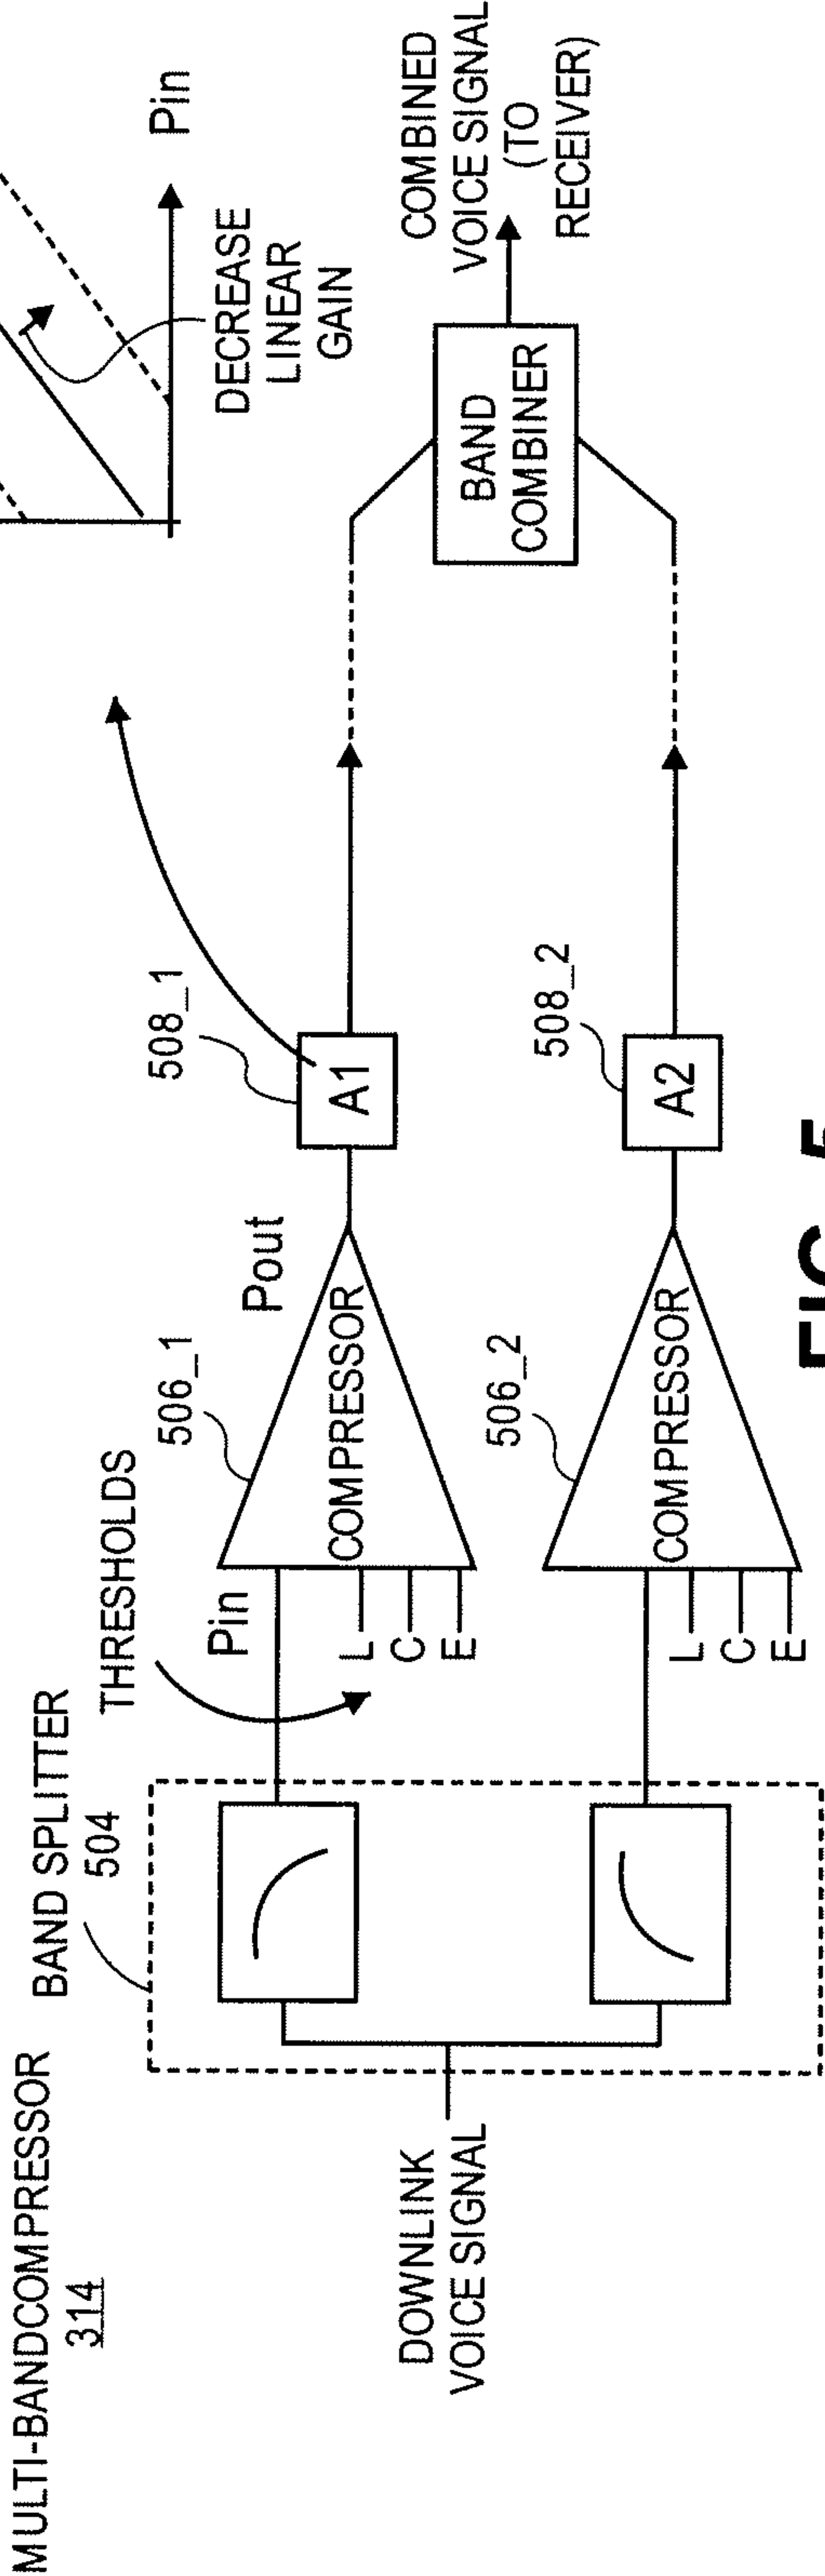 MULTI-BANDCOMPRESSOR
314
BAND SPLITTER
504
THRESHOLDS
DOWNLINK
VOICE SIGNAL
Pin
L
C
E
506_1
COMPRESSOR
Pout
508_1
A1
L
C
E
506_2
COMPRESSOR
508_2
A2
Pin
DECREASE
LINEAR
GAIN
BAND
COMBINER
COMBINED
VOICE SIGNAL
(TO
RECEIVER)